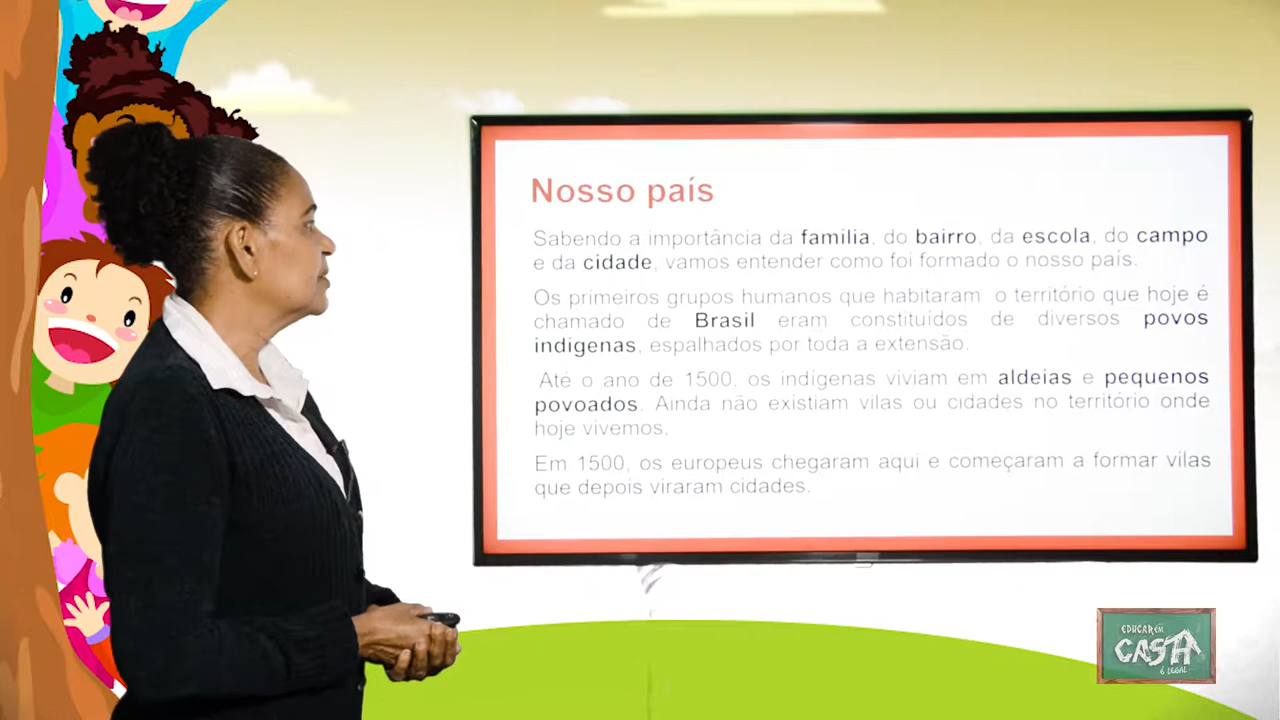 Nosso país
Sabendo a importância da família, do bairro, da escola, do campo
e da cidade, vamos entender como foi formado o nosso país.
Os primeiros grupos humanos que habitaram o território que hoje é
chamado de Brasil eram constituídos de diversos povos
indígenas, espalhados por toda a extensão.
Até o ano de 1500, os indígenas viviam em aldeias e pequenos
povoados. Ainda não existiam vilas ou cidades no território onde
hoje vivemos.
Em 1500, os europeus chegaram aqui e começaram a formar vilas
que depois viraram cidades.
EDUCAR EM
CASA
é LEGAL